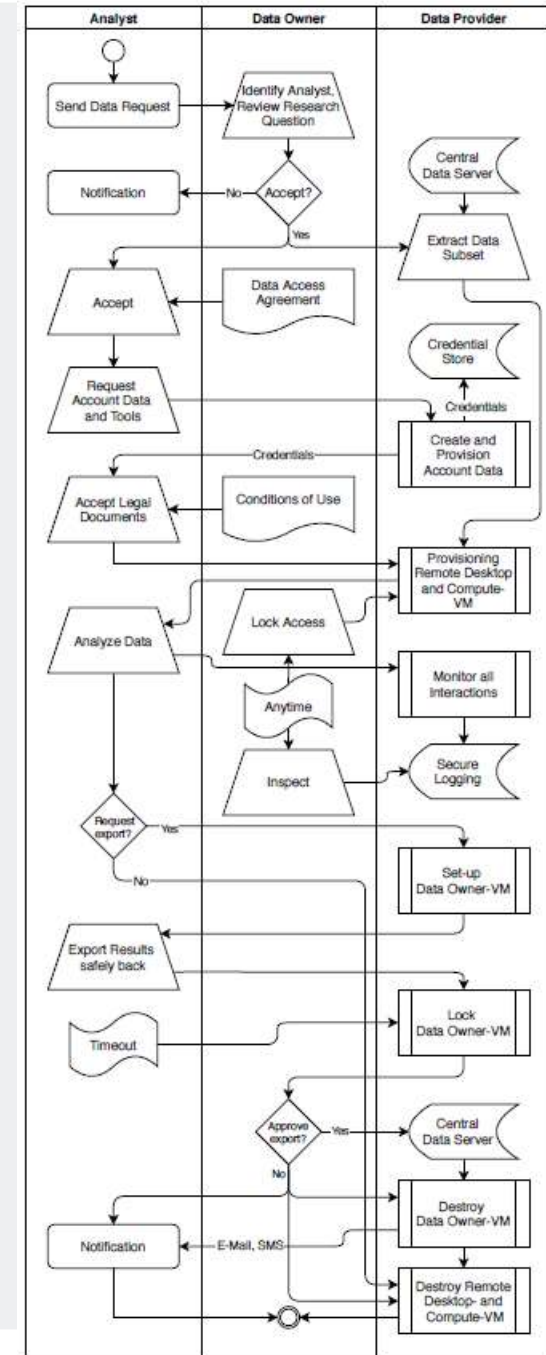 Analyst
Data Owner
Data Provider
Send Data Request
Identify Analyst,
Review Research
Question
Central
Data Server
Notification
No
Accept?
Yes
Extract Data
Subset
Accept
Data Access
Agreement
Credential
Store
Request
Account Data
and Tools
Credentials
Create and
Provision
Account Data
Credentials
Accept Legal
Documents
Conditions of Use
Provisioning
Remote Desktop
and Compute-
VM
Lock Access
Analyze Data
Monitor all
Interactions
Anytime
Inspect
Secure
Logging
Request
export?
Yes
No
Set-up
Data Owner-VM
Export Results
safely back
Lock
Data Owner-VM
Timeout
Approve
export?
Yes
No
Central
Data Server
Destroy
Data Owner-VM
Notification
E-Mail, SMS
Destroy Remote
Desktop- and
Compute-VM